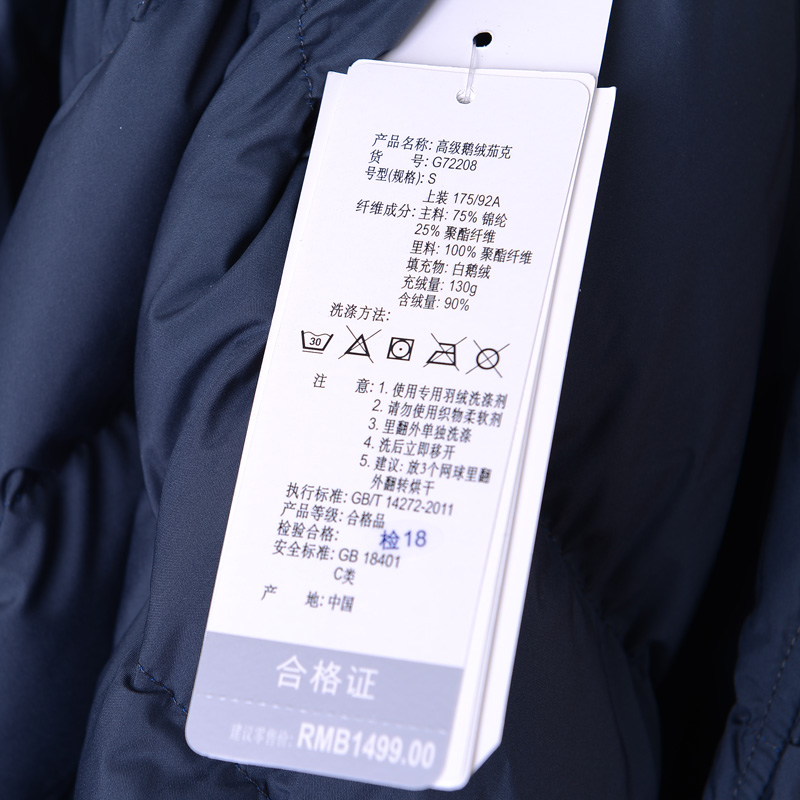 产品名称: 高级鹅绒茄克
货 号: G72208
号型(规格): S
上装 175/92A
纤维成分: 主料: 75% 锦纶
25% 聚酯纤维
里料: 100% 聚酯纤维
填充物: 白鹅绒
充绒量: 130g
含绒量: 90%
洗涤方法:
30
注 意: 1. 使用专用羽绒洗涤剂
2. 请勿使用织物柔软剂
3. 里翻外单独洗涤
4. 洗后立即移开
5. 建议: 放3个网球里翻
外翻转烘干
执行标准: GB/T 14272-2011
产品等级: 合格品
检验合格: 检18
安全标准: GB 18401
C类
产 地: 中国
合格证
建议零售价: RMB1499.00